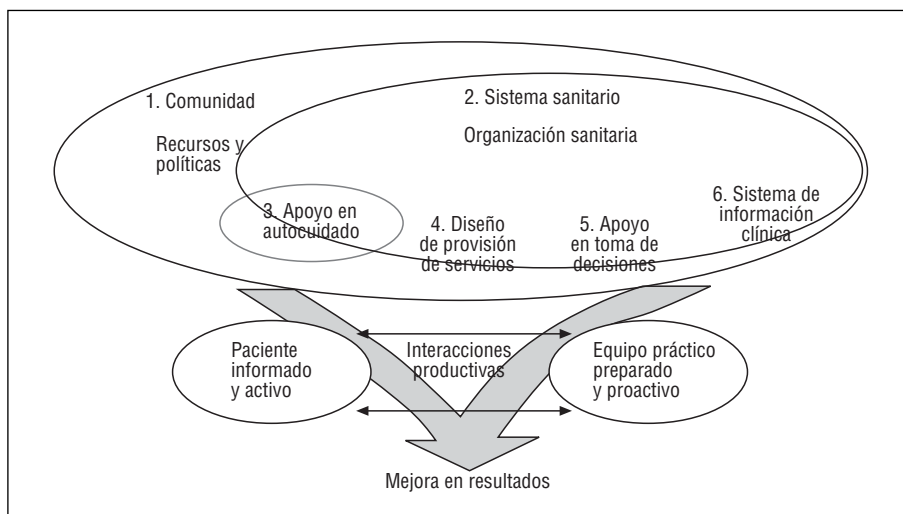 1. Comunidad
Recursos y
políticas
2. Sistema sanitario
Organización sanitaria
3. Apoyo en
autocuidado
4. Diseño
de provisión
de servicios
5. Apoyo
en toma de
decisiones
6. Sistema de
información
clínica
Paciente
informado
y activo
Interacciones
productivas
Equipo práctico
preparado
y proactivo
Mejora en resultados